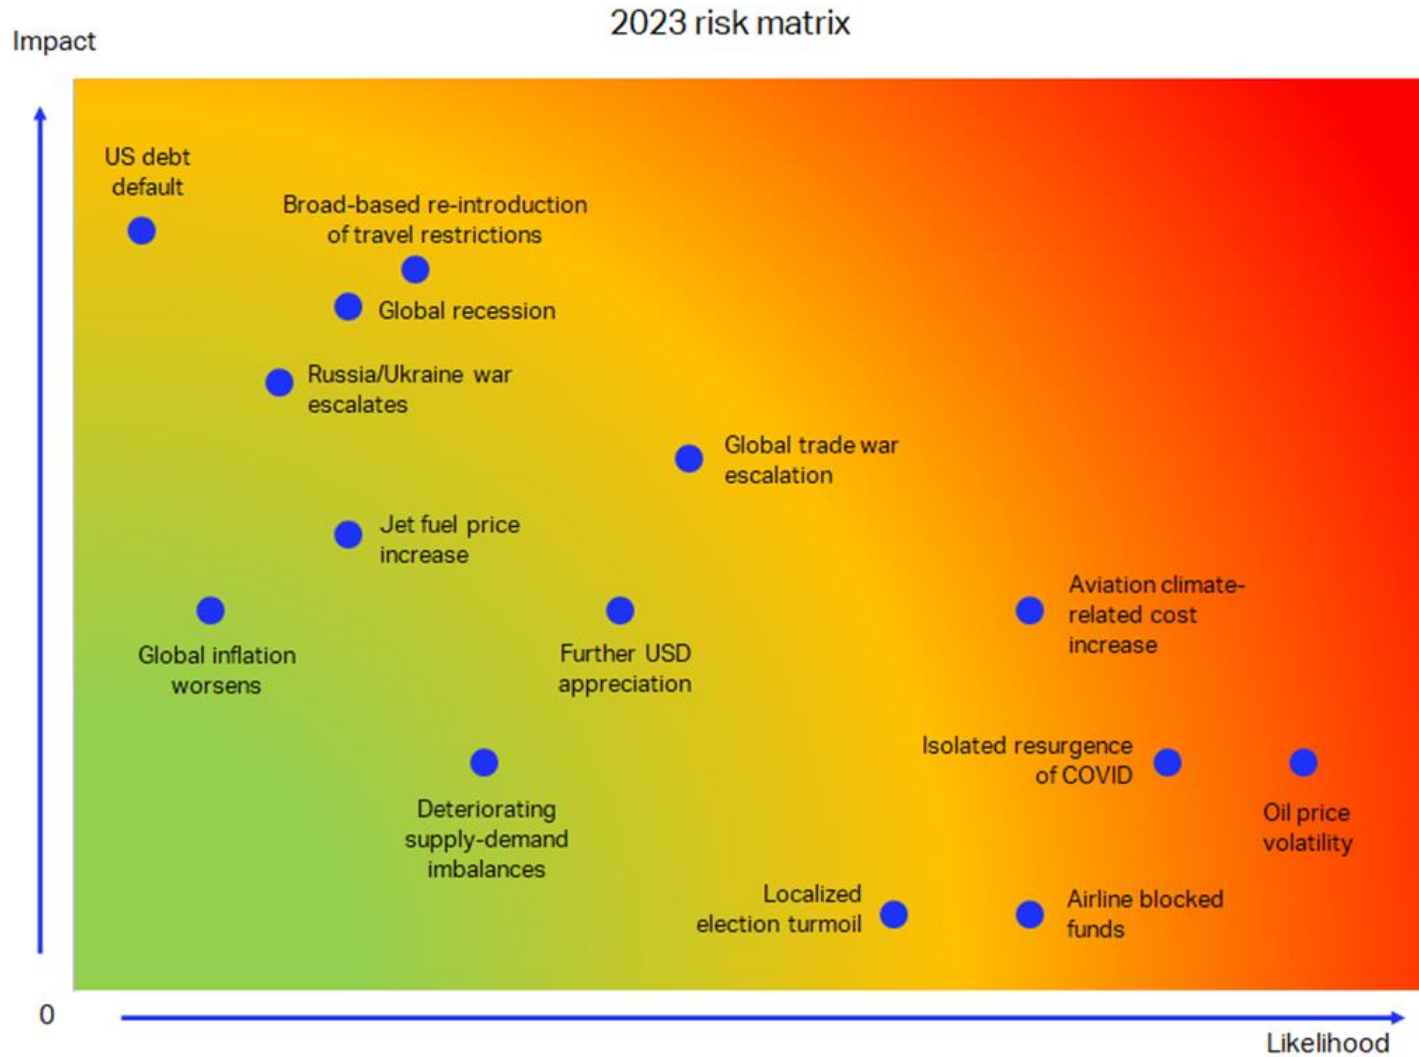 2023 risk matrix
Impact
US debt
default
Broad-based re-introduction
of travel restrictions
Global recession
Russia/Ukraine war
escalates
Global trade war
escalation
Jet fuel price
increase
Aviation climate-
related cost
increase
Global inflation
worsens
Further USD
appreciation
Isolated resurgence
of COVID
Oil price
volatility
Deteriorating
supply-demand
imbalances
Localized
election turmoil
Airline blocked
funds
0
Likelihood